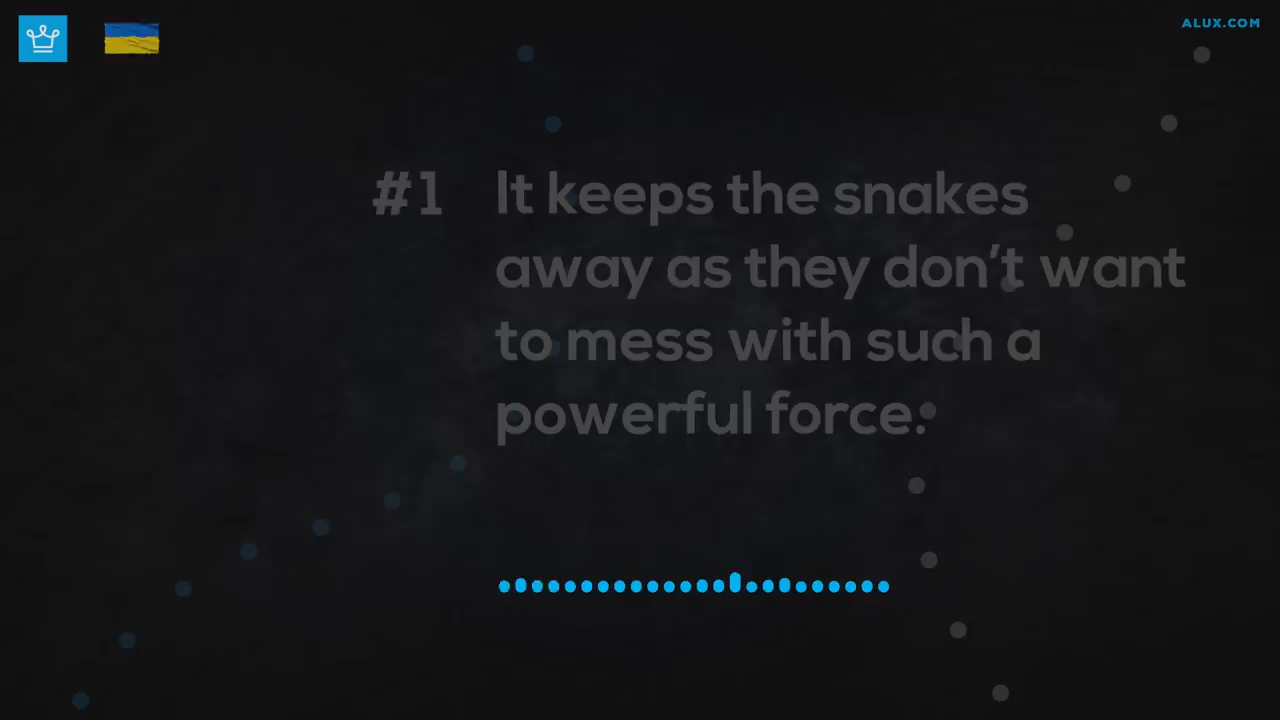 ALUX.COM
#1 It keeps the snakes
away as they don't want
to mess with such a
powerful force.